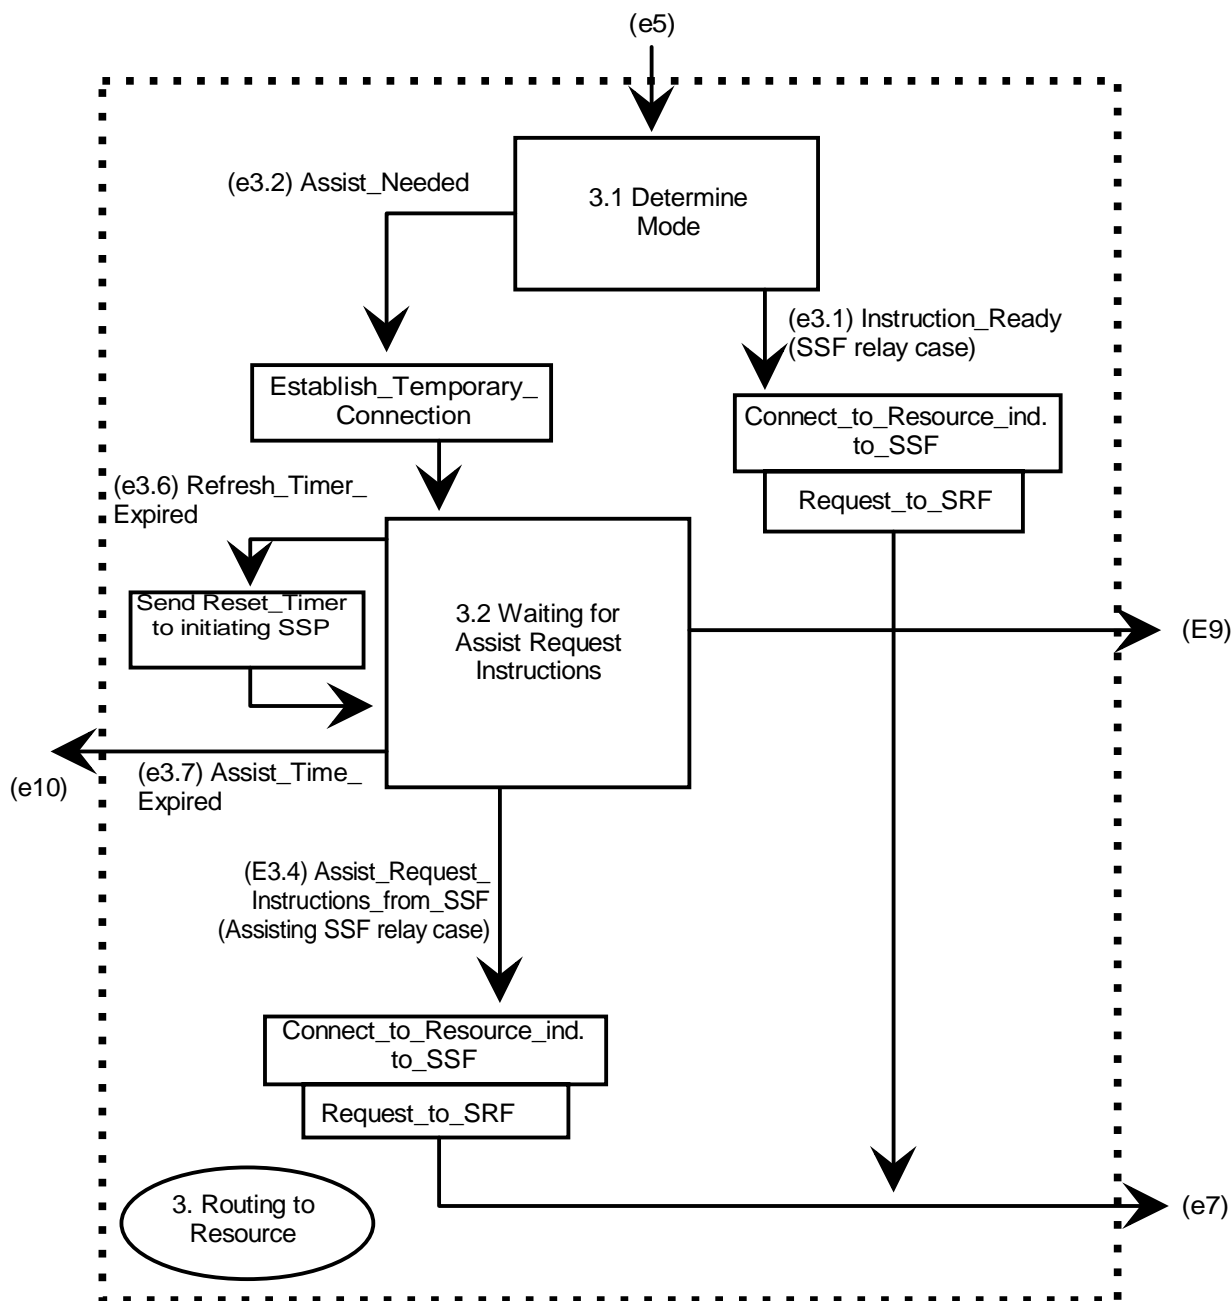 (e5)
(e3.2) Assist_Needed
3.1 Determine
Mode
(e3.1) Instruction_Ready
(SSF relay case)
Establish_Temporary_
Connection
Connect_to_Resource_ind.
to_SSF
Request_to_SRF
(e3.6) Refresh_Timer_
Expired
Send Reset_Timer
to initiating SSP
3.2 Waiting for
Assist Request
Instructions
(E9)
(e10)
(e3.7) Assist_Time_
Expired
(E3.4) Assist_Request_
Instructions_from_SSF
(Assisting SSF relay case)
Connect_to_Resource_ind.
to_SSF
Request_to_SRF
3. Routing to
Resource
(e7)